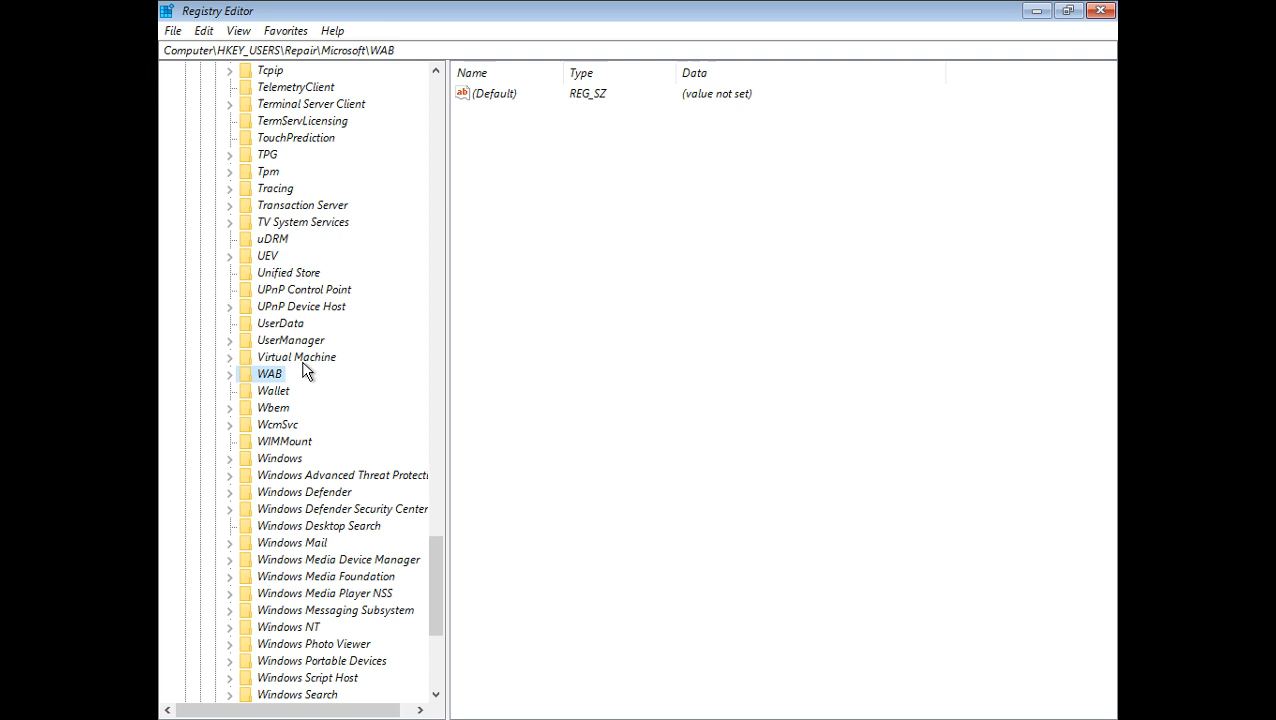 Registry Editor
File Edit View Favorites Help
Computer\HKEY_USERS\Repair\Microsoft\WAB
Tcpip
TelemetryClient
Terminal Server Client
TermServLicensing
TouchPrediction
TPG
Tpm
Tracing
Transaction Server
TV System Services
uDRM
UEV
Unified Store
UPnP Control Point
UPnP Device Host
UserData
UserManager
Virtual Machine
WAB
Wallet
Wbem
WcmSvc
WIMMount
Windows
Windows Advanced Threat Protecti
Windows Defender
Windows Defender Security Center
Windows Desktop Search
Windows Mail
Windows Media Device Manager
Windows Media Foundation
Windows Media Player NSS
Windows Messaging Subsystem
Windows NT
Windows Photo Viewer
Windows Portable Devices
Windows Script Host
Windows Search
Name Type Data
ab (Default) REG_SZ (value not set)